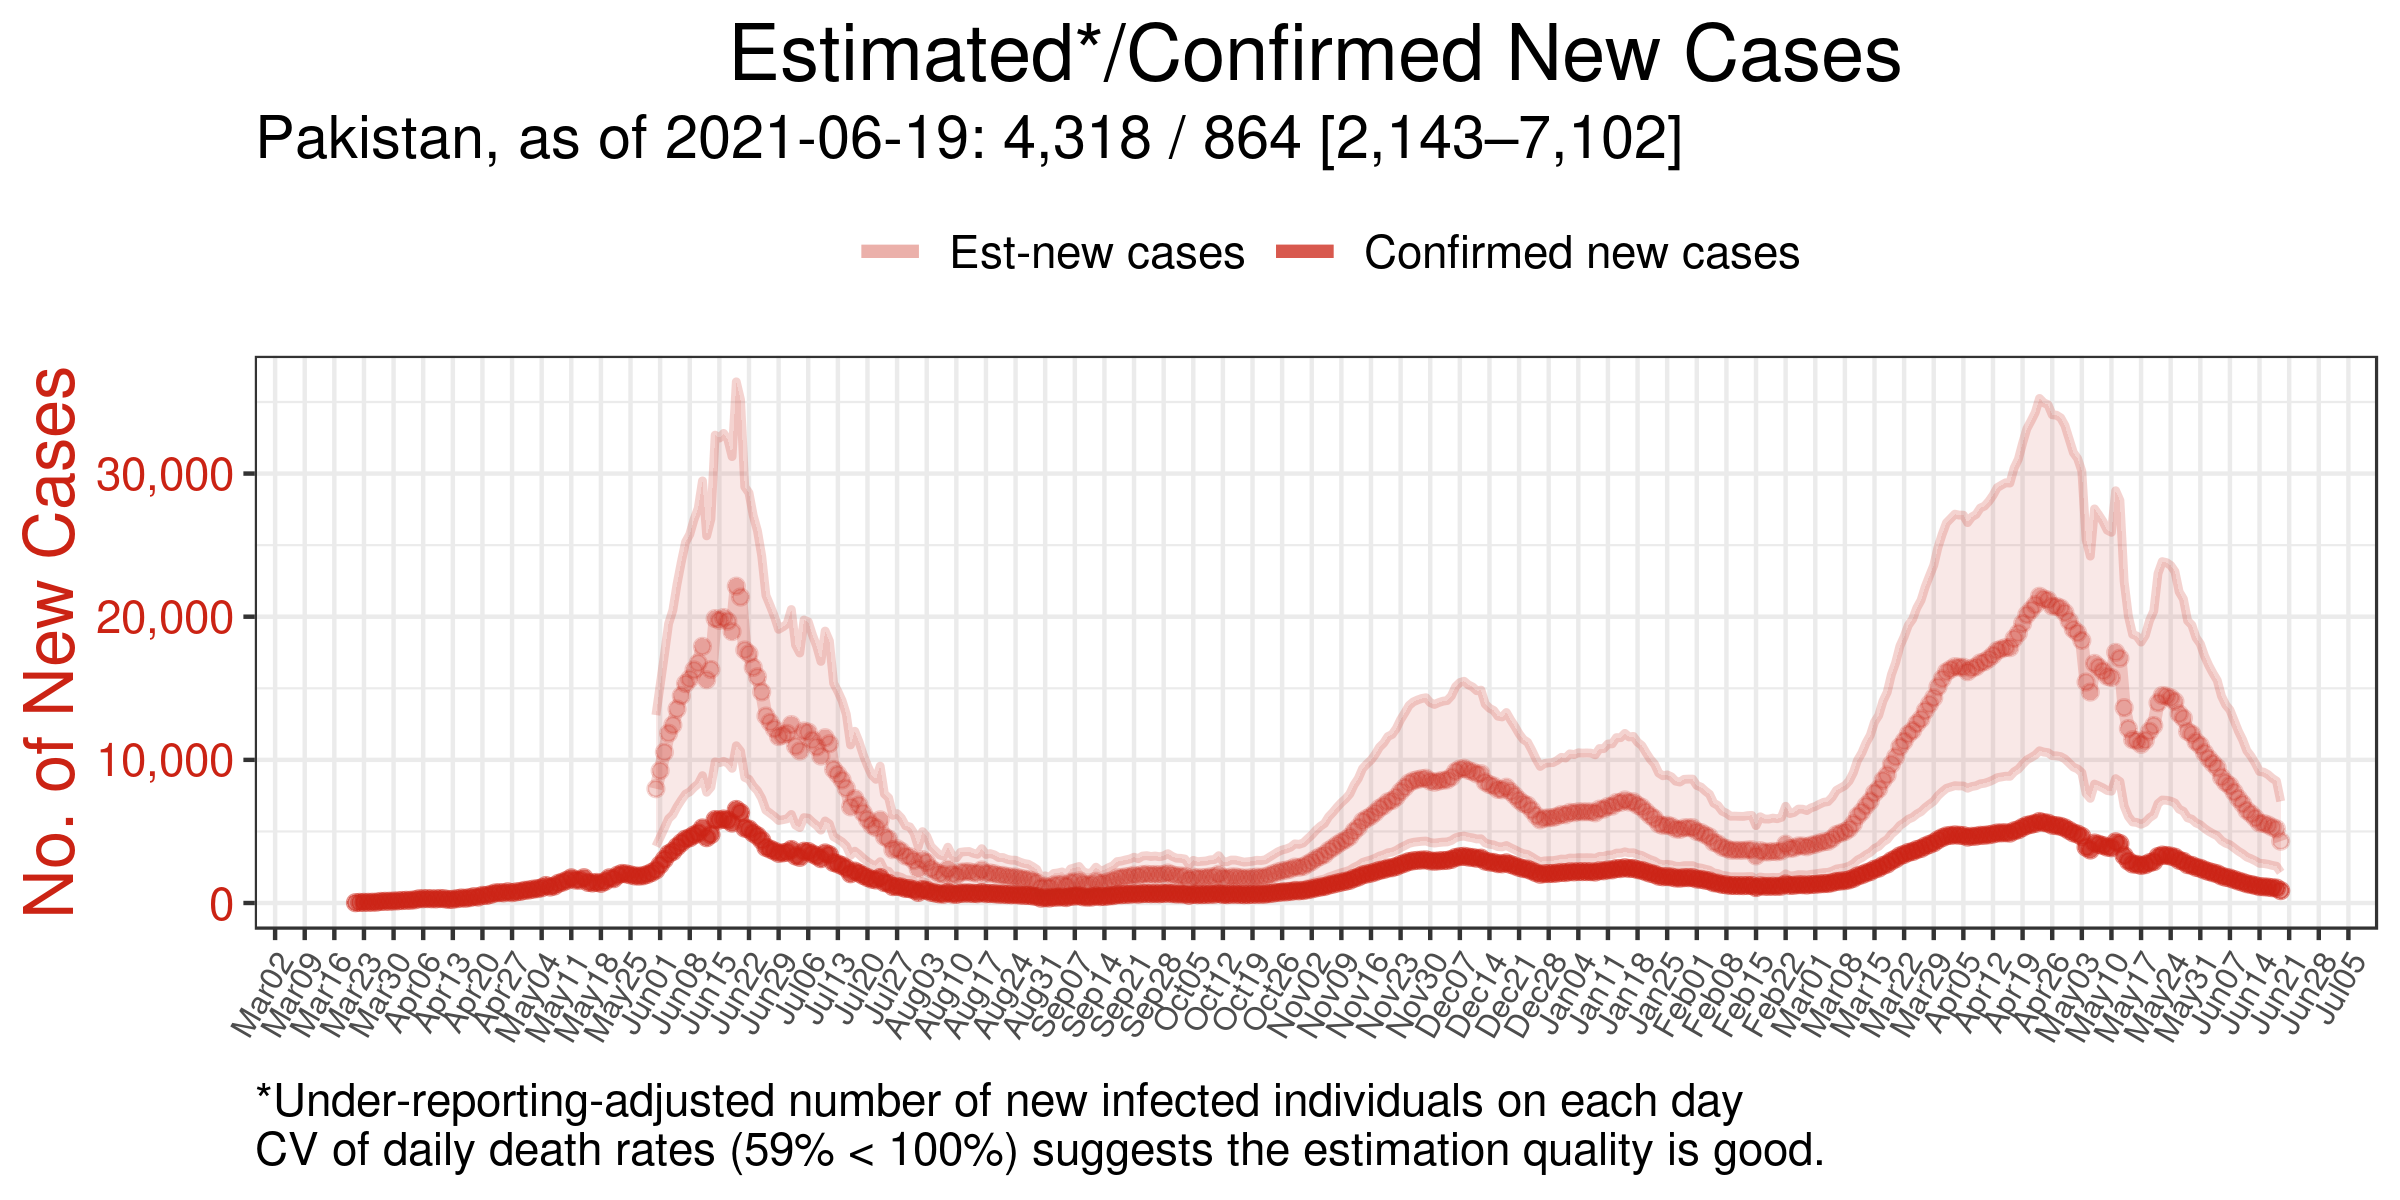 Estimated*/Confirmed New Cases
Pakistan, as of 2021-06-19: 4,318 / 864 [2,143–7,102]
Est-new cases
Confirmed new cases
No. of New Cases
30,000
20,000
10,000
0
Mar02
Mar09
Mar16
Mar23
Mar30
Apr06
Apr13
Apr20
Apr27
May04
May11
May18
May25
Jun01
Jun08
Jun15
Jun22
Jun29
Jul06
Jul13
Jul20
Jul27
Aug03
Aug10
Aug17
Aug24
Aug31
Sep07
Sep14
Sep21
Sep28
Oct05
Oct12
Oct19
Oct26
Nov02
Nov09
Nov16
Nov23
Nov30
Dec07
Dec14
Dec21
Dec28
Jan04
Jan11
Jan18
Jan25
Feb01
Feb08
Feb15
Feb22
Mar01
Mar08
Mar15
Mar22
Mar29
Apr05
Apr12
Apr19
Apr26
May03
May10
May17
May24
May31
Jun07
Jun14
Jun21
Jun28
Jul05
*Under-reporting-adjusted number of new infected individuals on each day
CV of daily death rates (59% < 100%) suggests the estimation quality is good.